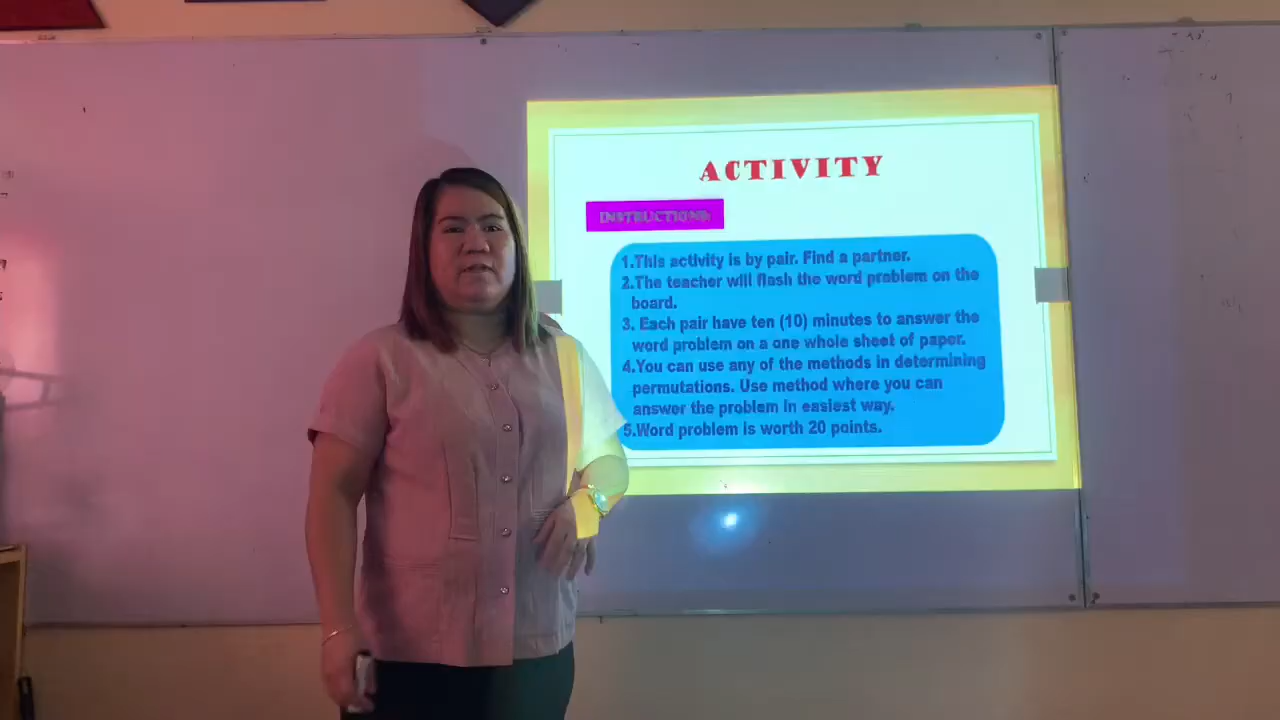 ACTIVITY
INSTRUCTIONS:
1.This activity is by pair. Find a partner.
2.The teacher will flash the word problem on the
board.
3. Each pair have ten (10) minutes to answer the
word problem on a one whole sheet of paper.
4.You can use any of the methods in determining
permutations. Use method where you can
answer the problem in easiest way.
5.Word problem is worth 20 points.